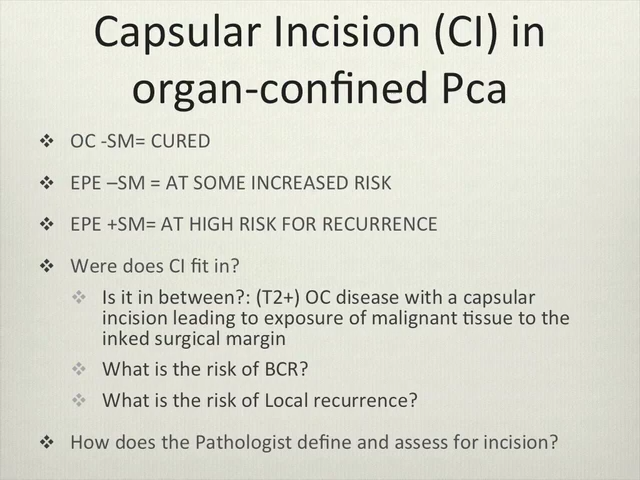 Capsular Incision (CI) in
organ-confined Pca
❖ OC -SM= CURED
❖ EPE –SM = AT SOME INCREASED RISK
❖ EPE +SM= AT HIGH RISK FOR RECURRENCE
❖ Were does CI fit in?
❖ Is it in between?: (T2+) OC disease with a capsular
incision leading to exposure of malignant tissue to the
inked surgical margin
❖ What is the risk of BCR?
❖ What is the risk of Local recurrence?
❖ How does the Pathologist define and assess for incision?